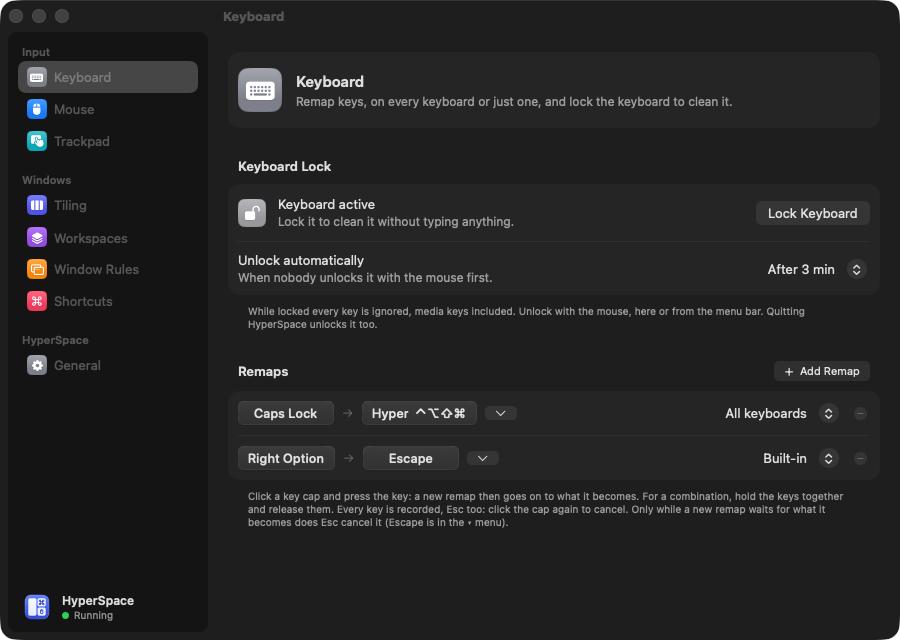 Keyboard
Input
Keyboard
Mouse
Trackpad
Windows
Tiling
Workspaces
Window Rules
Shortcuts
HyperSpace
General
HyperSpace
Running
Keyboard
Remap keys, on every keyboard or just one, and lock the keyboard to clean it.
Keyboard Lock
Keyboard active
Lock it to clean it without typing anything.
Lock Keyboard
Unlock automatically
When nobody unlocks it with the mouse first.
After 3 min
While locked every key is ignored, media keys included. Unlock with the mouse, here or from the menu bar. Quitting
HyperSpace unlocks it too.
Remaps
+ Add Remap
Caps Lock → Hyper ⌃⌥⇧⌘ All keyboards
Right Option → Escape Built-in
Click a key cap and press the key: a new remap then goes on to what it becomes. For a combination, hold the keys together
and release them. Every key is recorded, Esc too: click the cap again to cancel. Only while a new remap waits for what it
becomes does Esc cancel it (Escape is in the ▾ menu).